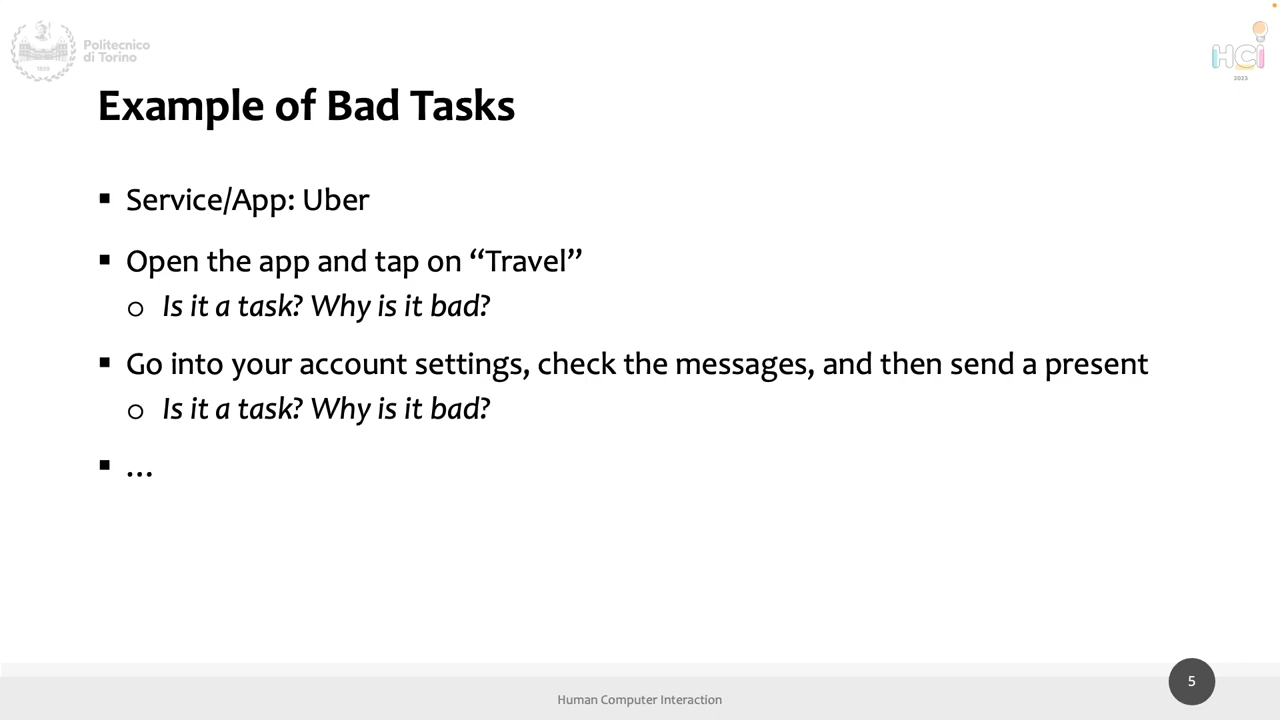 Politecnico
di Torino
1859
HCI
2023
Example of Bad Tasks
▪ Service/App: Uber
▪ Open the app and tap on “Travel”
o Is it a task? Why is it bad?
▪ Go into your account settings, check the messages, and then send a present
o Is it a task? Why is it bad?
▪ …
Human Computer Interaction
5